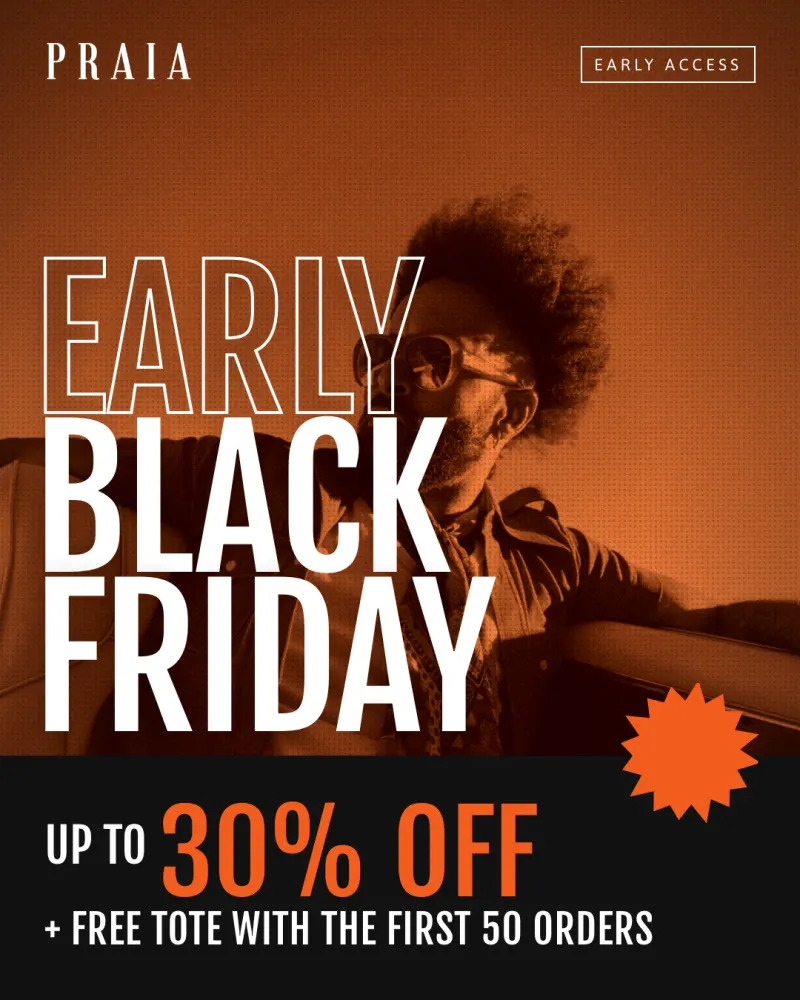 PRAIA
EARLY ACCESS
EARLY
BLACK
FRIDAY
UP TO 30% OFF
+ FREE TOTE WITH THE FIRST 50 ORDERS